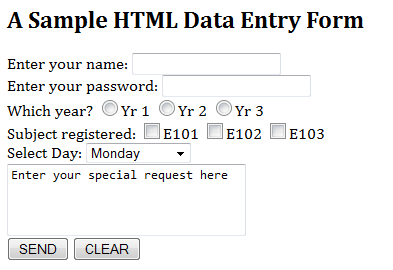 A Sample HTML Data Entry Form
Enter your name:
Enter your password:
Which year? Yr 1 Yr 2 Yr 3
Subject registered: E101 E102 E103
Select Day: Monday
Enter your special request here
SEND CLEAR